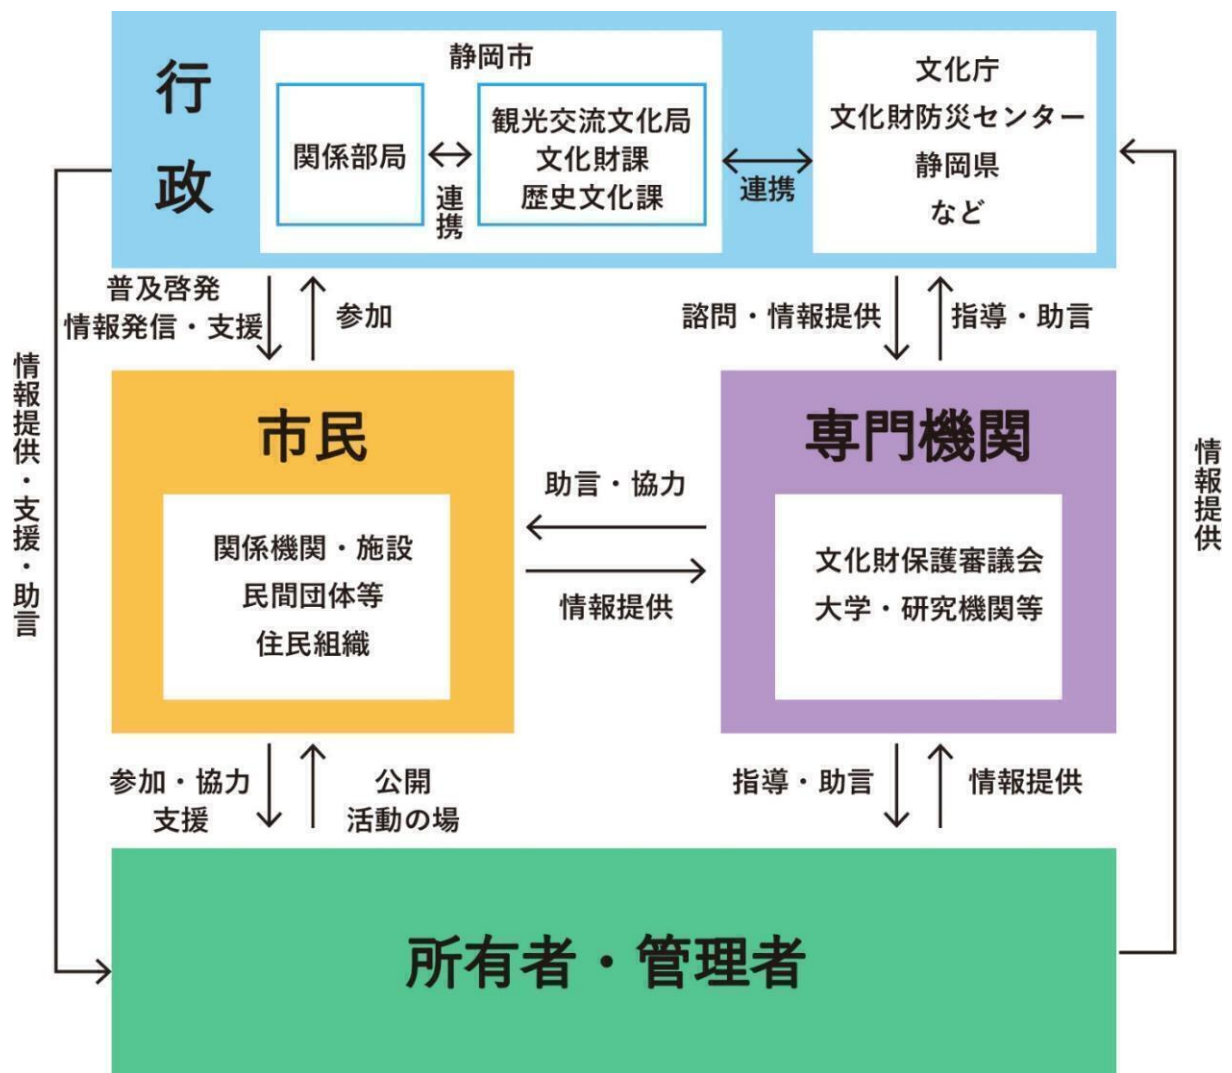 行政
静岡市
関係部局
連携
観光交流文化局
文化財課
歴史文化課
連携
文化庁
文化財防災センター
静岡県
など
普及啓発
情報発信・支援
参加
諮問・情報提供
指導・助言
情報提供・支援・助言
市民
関係機関・施設
民間団体等
住民組織
助言・協力
情報提供
専門機関
文化財保護審議会
大学・研究機関等
情報提供
参加・協力
支援
公開
活動の場
指導・助言
情報提供
所有者・管理者